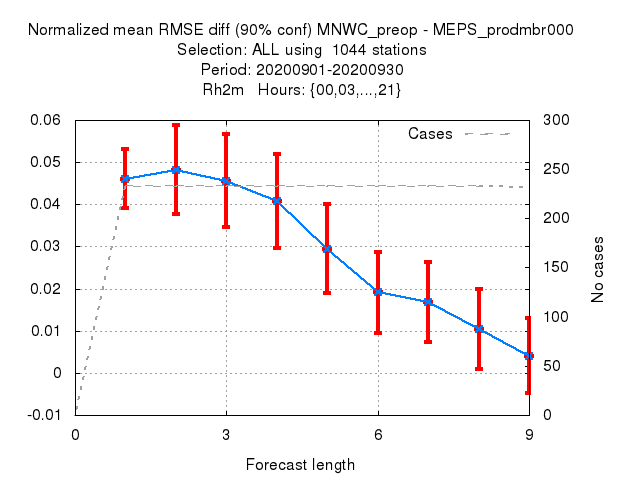 Normalized mean RMSE diff (90% conf) MNWC_preop - MEPS_prodmbr000
Selection: ALL using  1044 stations
Period: 20200901-20200930
Rh2m   Hours: {00,03,...,21}
0.06
0.05
0.04
0.03
0.02
0.01
0
-0.01
Cases
300
250
200
150
100
50
0
No cases
0 3 6 9
Forecast length